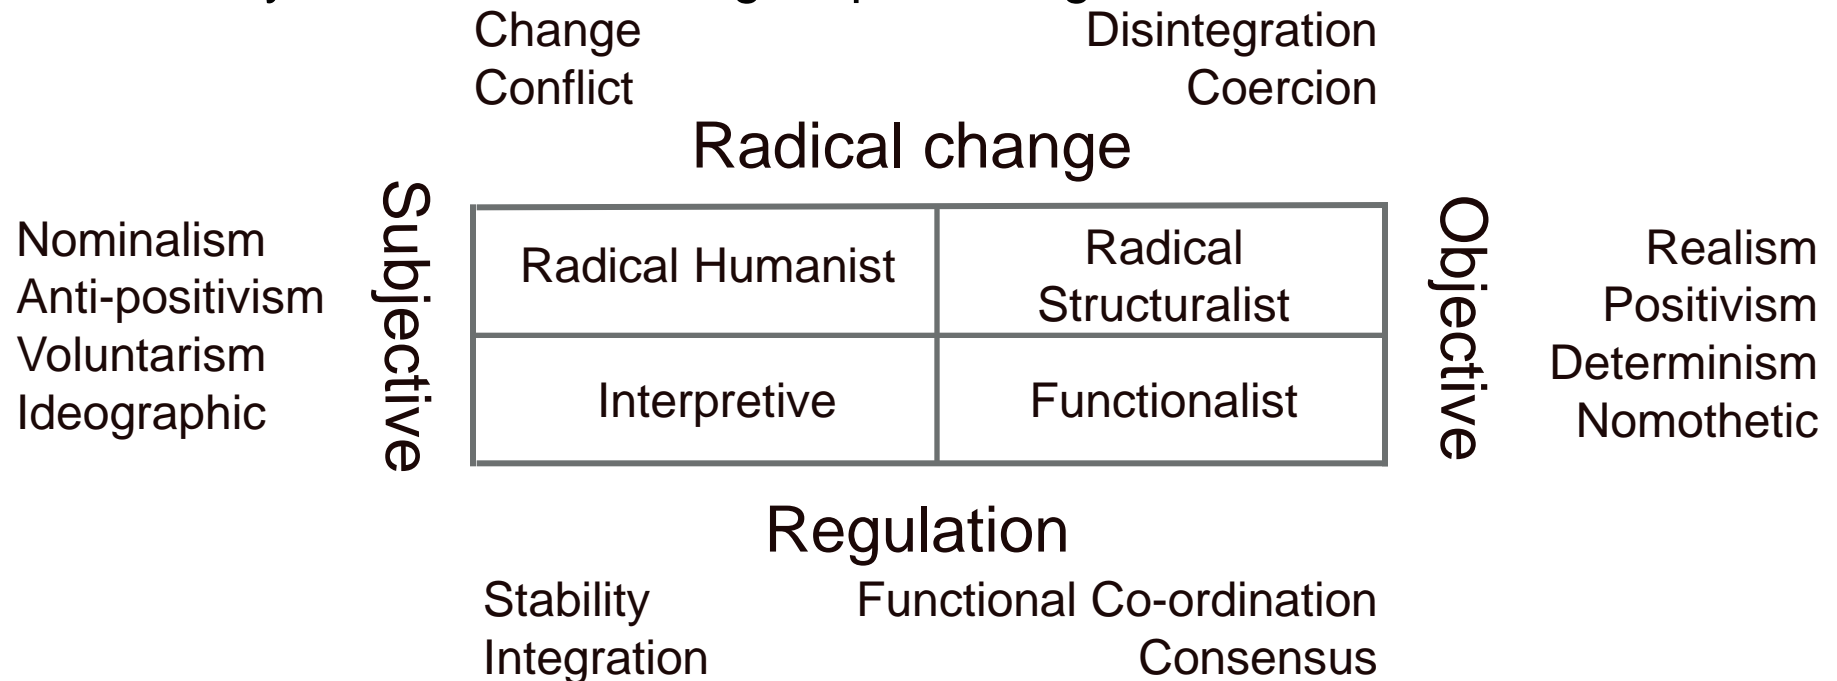 Change Disintegration
Conflict Coercion
Radical change
Subjective
Objective
Nominalism
Anti-positivism
Voluntarism
Ideographic
Radical Humanist
Radical
Structuralist
Interpretive
Functionalist
Realism
Positivism
Determinism
Nomothetic
Regulation
Stability Functional Co-ordination
Integration Consensus